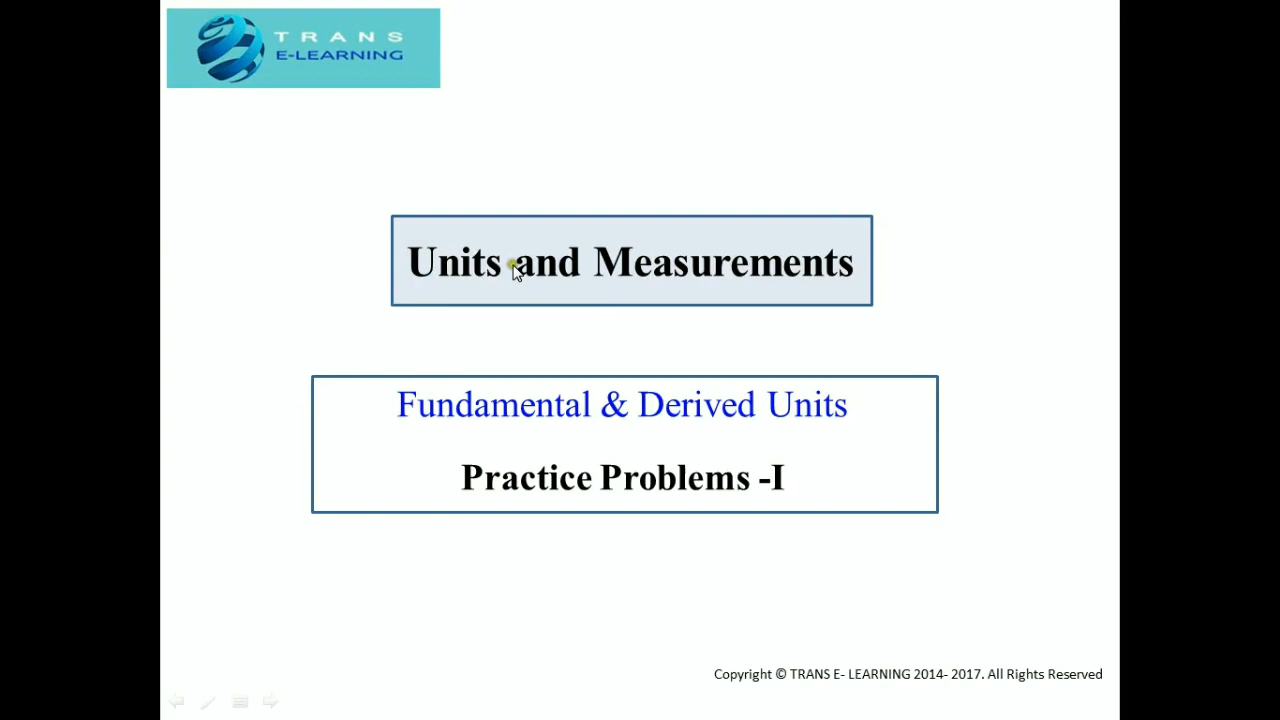 TRANS
E-LEARNING
Units and Measurements
Fundamental & Derived Units
Practice Problems -I
Copyright © TRANS E- LEARNING 2014- 2017. All Rights Reserved